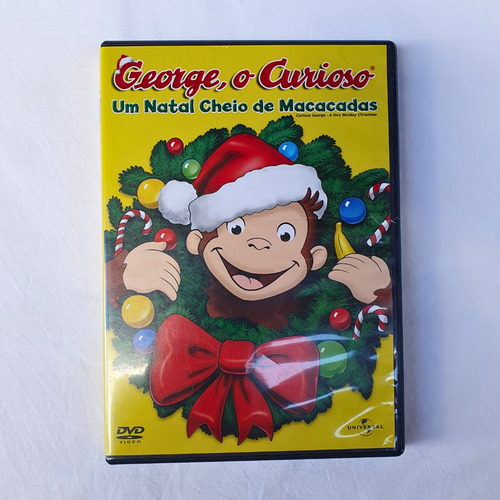 George, o Curioso®
Um Natal Cheio de Macacadas
Curious George - A Very Monkey Christmas
DVD
VIDEO
UNIVERSAL